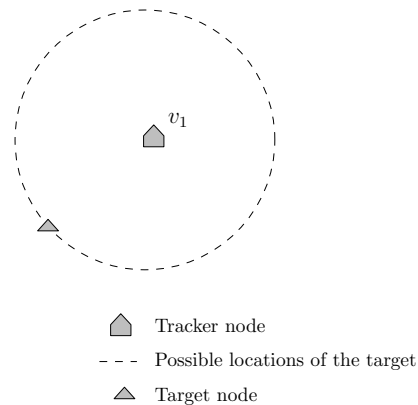 v₁
Tracker node
Possible locations of the target
Target node